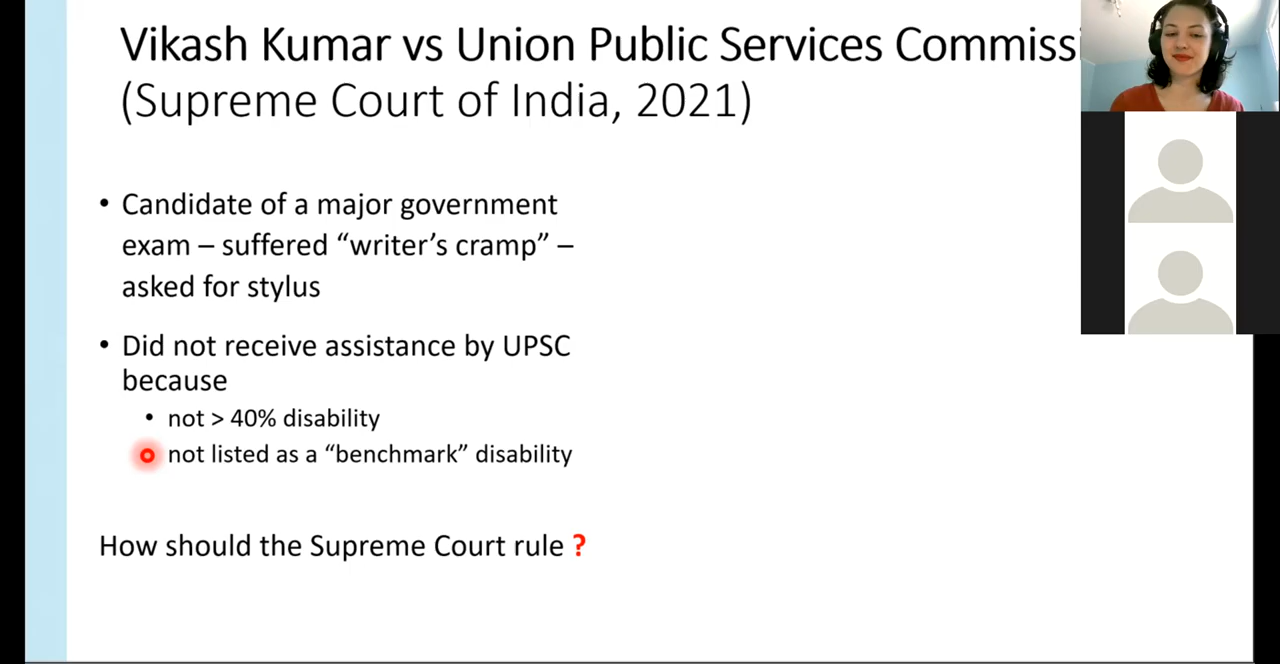 Vikash Kumar vs Union Public Services Commiss
(Supreme Court of India, 2021)
• Candidate of a major government
exam – suffered “writer’s cramp” –
asked for stylus
• Did not receive assistance by UPSC
because
• not > 40% disability
not listed as a “benchmark” disability
How should the Supreme Court rule ?